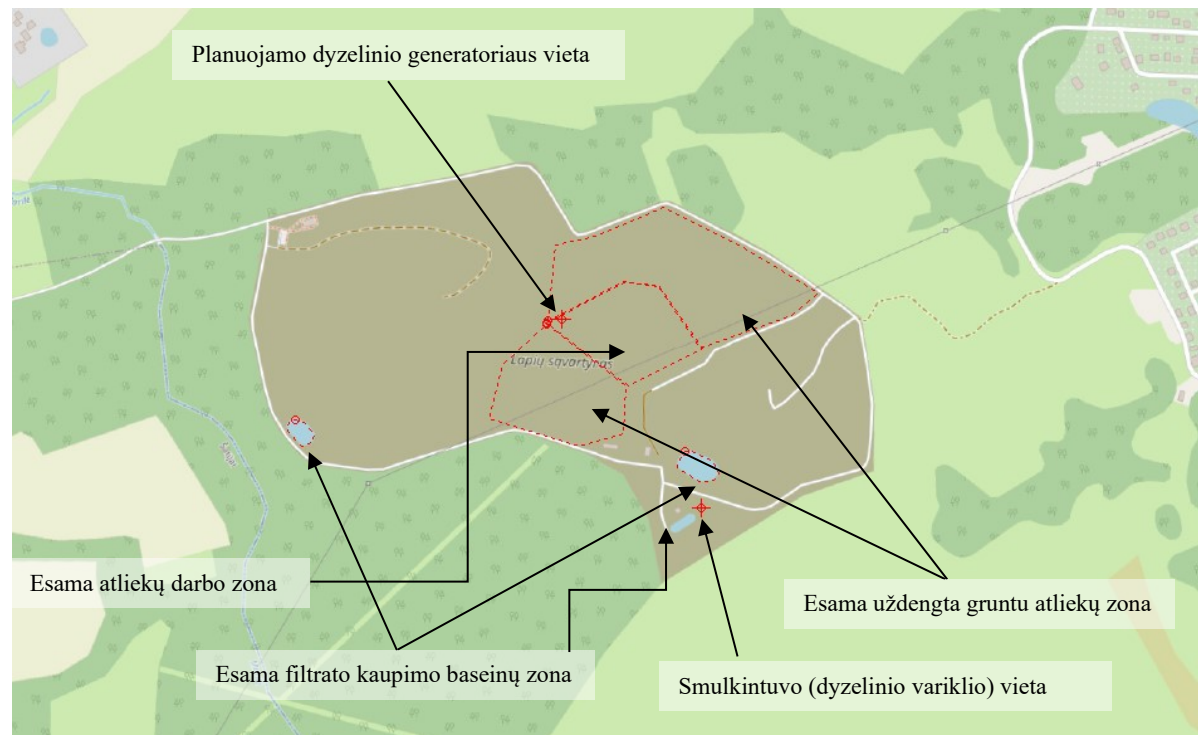 Planuojamo dyzelinio generatoriaus vieta
Lapių sąvartynas
Esama atliekų darbo zona
Esama uždengta gruntu atliekų zona
Esama filtrato kaupimo baseinų zona
Smulkintuvo (dyzelinio variklio) vieta